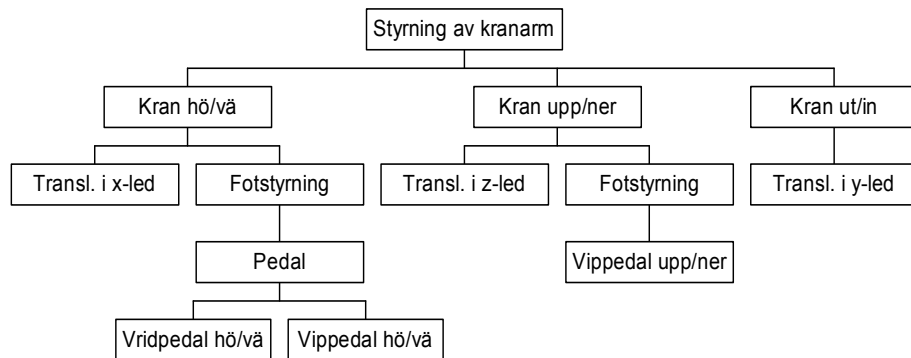 Styrning av kranarm
Kran hö/vä
Kran upp/ner
Kran ut/in
Transl. i x-led
Fotstyrning
Transl. i z-led
Fotstyrning
Transl. i y-led
Pedal
Vippedal upp/ner
Vridpedal hö/vä
Vippedal hö/vä